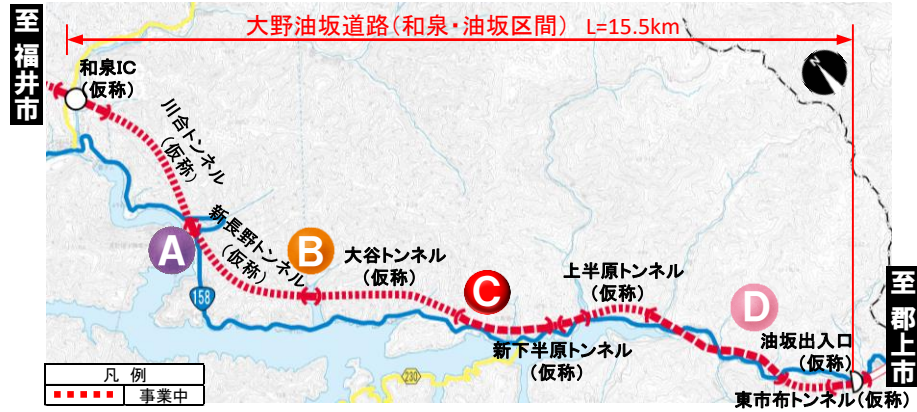 大野油坂道路(和泉・油坂区間) L=15.5km
至 福井市
和泉IC
(仮称)
川合トンネル
(仮称)
新長野トンネル
(仮称)
A
B
大谷トンネル
(仮称)
C
上半原トンネル
(仮称)
158
D
至 郡上市
新下半原トンネル
(仮称)
油坂出入口
(仮称)
230
東市布トンネル(仮称)
凡 例
事業中